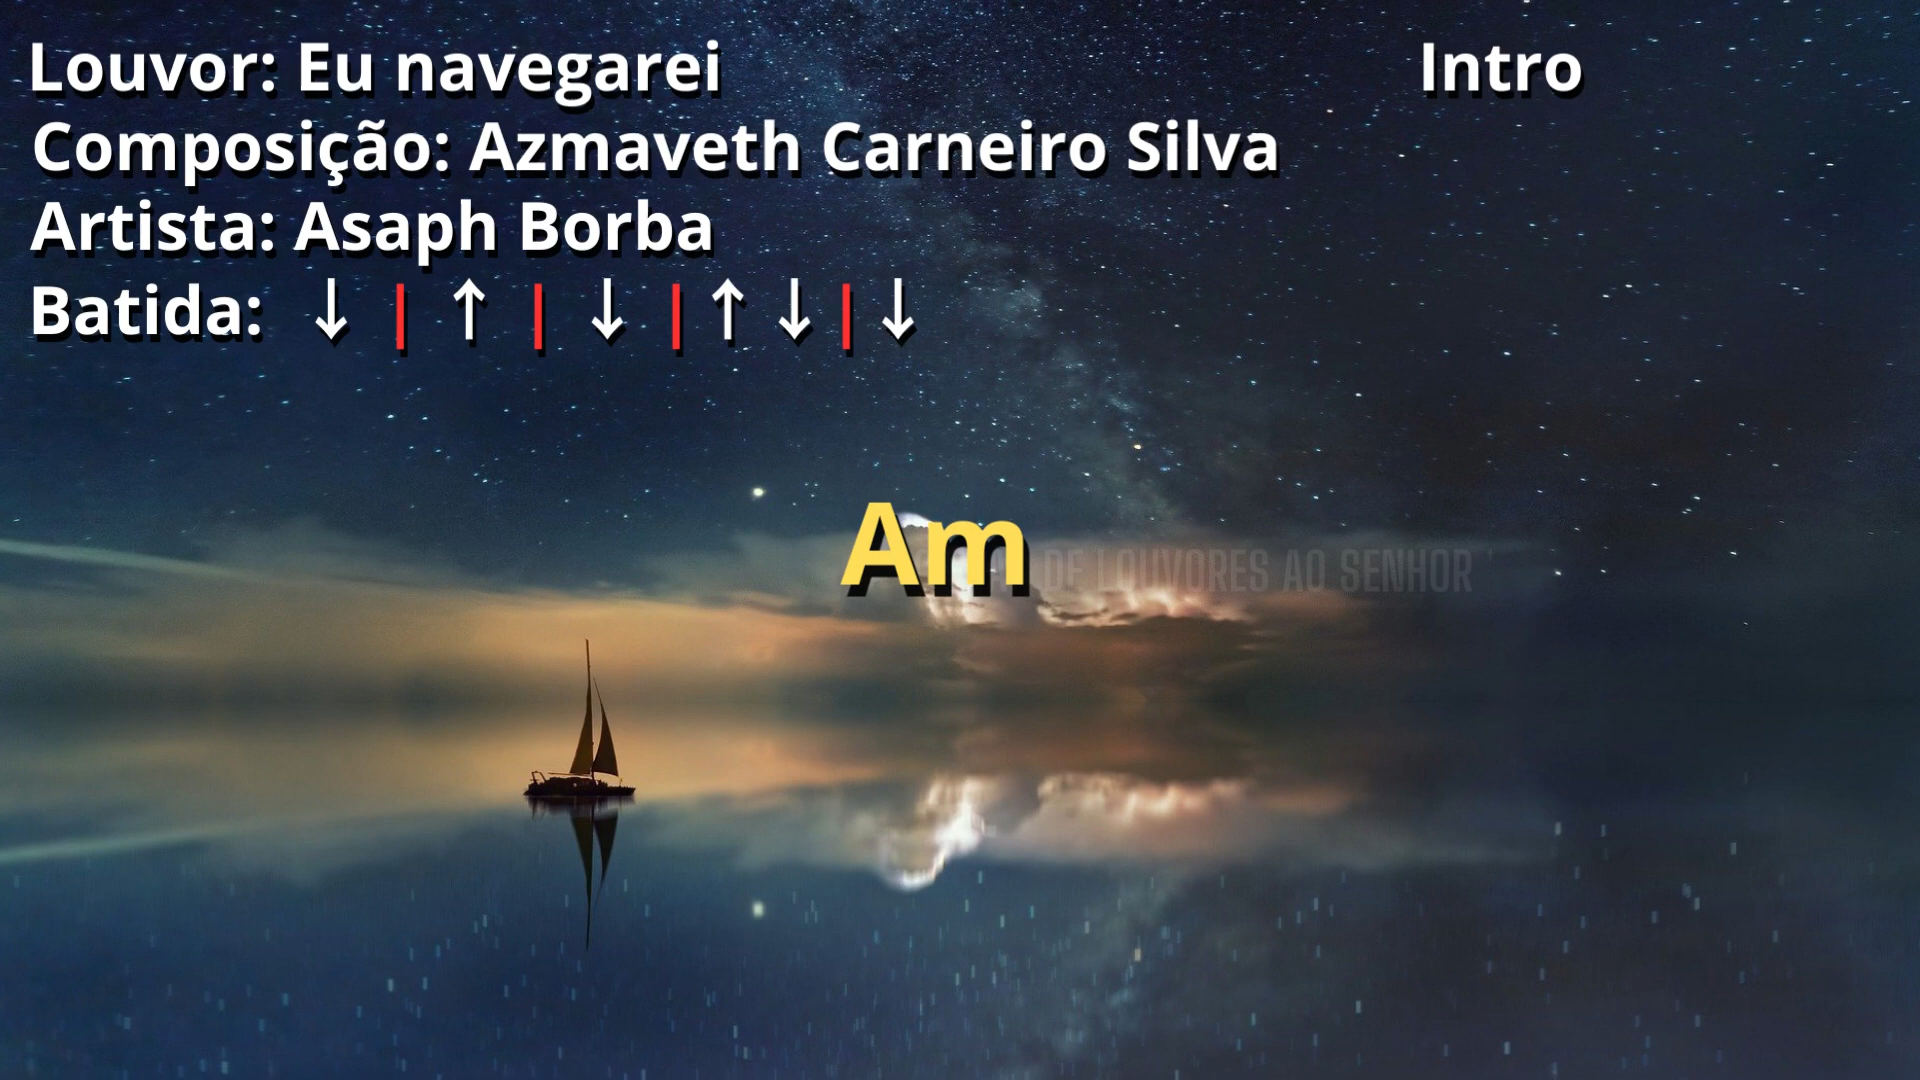 Louvor: Eu navegarei
Intro
Composição: Azmaveth Carneiro Silva
Artista: Asaph Borba
Batida: ↓ | ↑ | ↓ | ↑ ↓ | ↓
Am
DE LOUVORES AO SENHOR